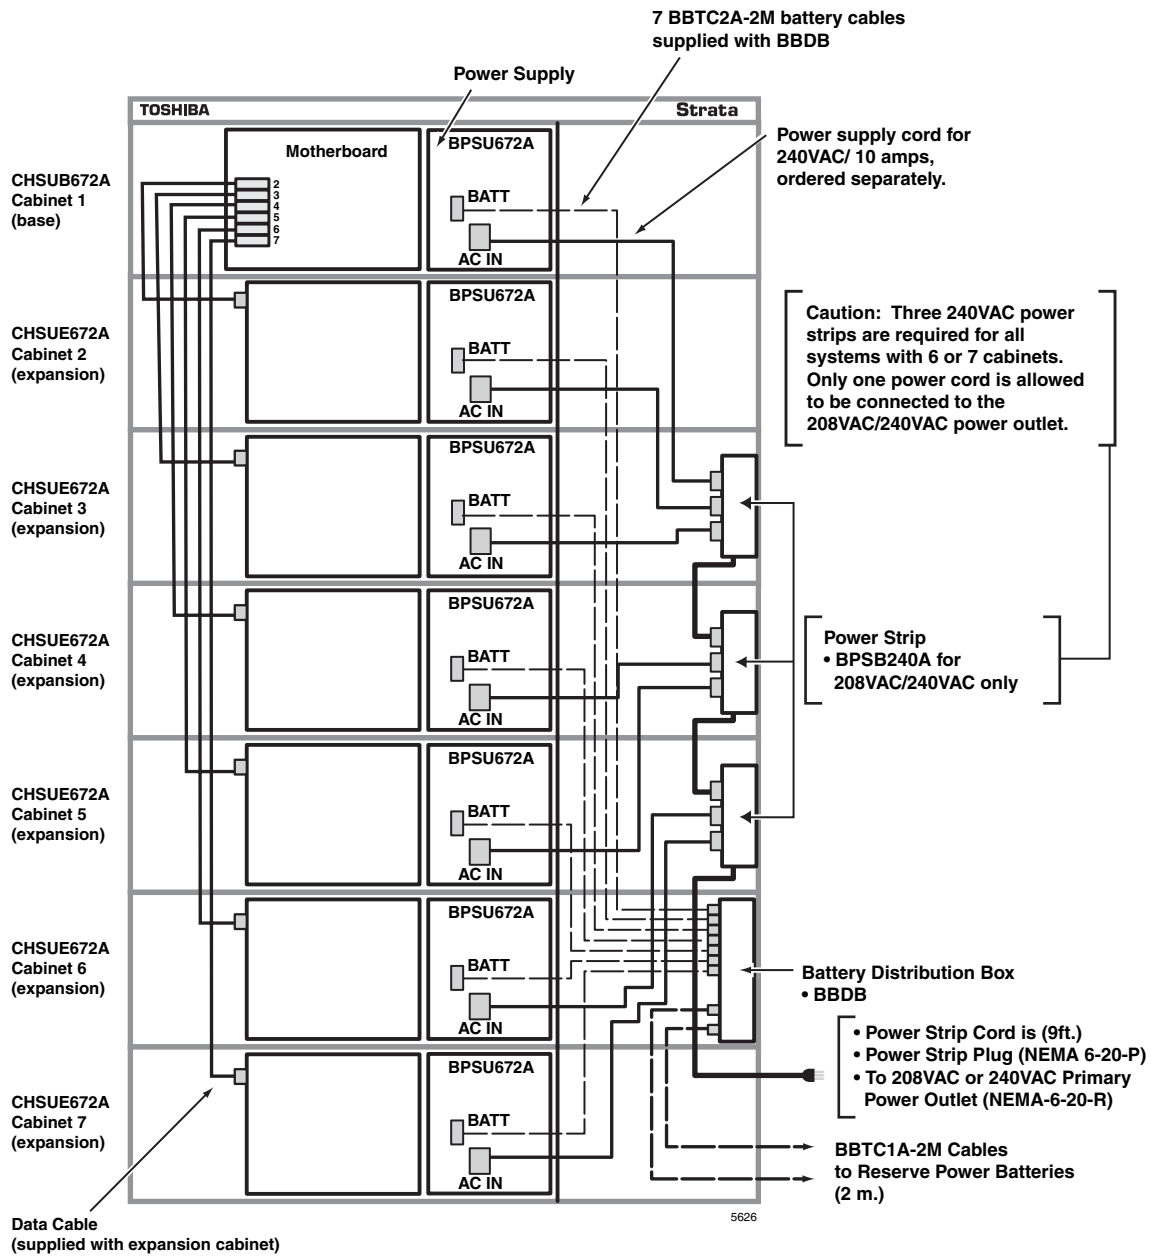 7 BBTC2A-2M battery cables
supplied with BBDB
Power Supply
TOSHIBA
Strata
Power supply cord for
240VAC/ 10 amps,
ordered separately.
CHSUB672A
Cabinet 1
(base)
Motherboard
2
3
4
5
6
7
BPSU672A
BATT
AC IN
CHSUE672A
Cabinet 2
(expansion)
BPSU672A
BATT
AC IN
Caution: Three 240VAC power
strips are required for all
systems with 6 or 7 cabinets.
Only one power cord is allowed
to be connected to the
208VAC/240VAC power outlet.
CHSUE672A
Cabinet 3
(expansion)
BPSU672A
BATT
AC IN
CHSUE672A
Cabinet 4
(expansion)
BPSU672A
BATT
AC IN
Power Strip
• BPSB240A for
208VAC/240VAC only
CHSUE672A
Cabinet 5
(expansion)
BPSU672A
BATT
AC IN
CHSUE672A
Cabinet 6
(expansion)
BPSU672A
BATT
AC IN
Battery Distribution Box
• BBDB
• Power Strip Cord is (9ft.)
• Power Strip Plug (NEMA 6-20-P)
• To 208VAC or 240VAC Primary
Power Outlet (NEMA-6-20-R)
CHSUE672A
Cabinet 7
(expansion)
BPSU672A
BATT
AC IN
BBTC1A-2M Cables
to Reserve Power Batteries
(2 m.)
5626
Data Cable
(supplied with expansion cabinet)